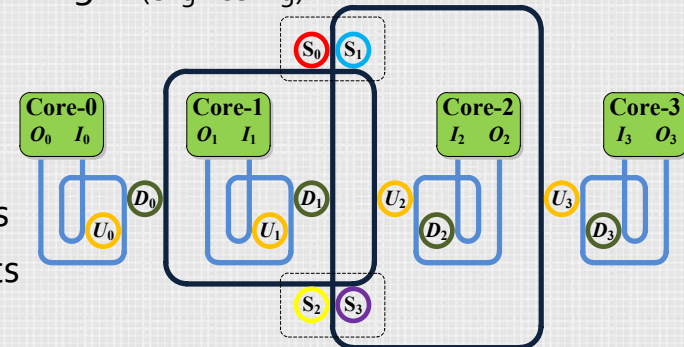 S₀ S₁
Core-0 Core-1 Core-2 Core-3
O₀ I₀ O₁ I₁ I₂ O₂ I₃ O₃
D₀ D₁ U₂ U₃
U₀ U₁ D₂ D₃
S₂ S₃